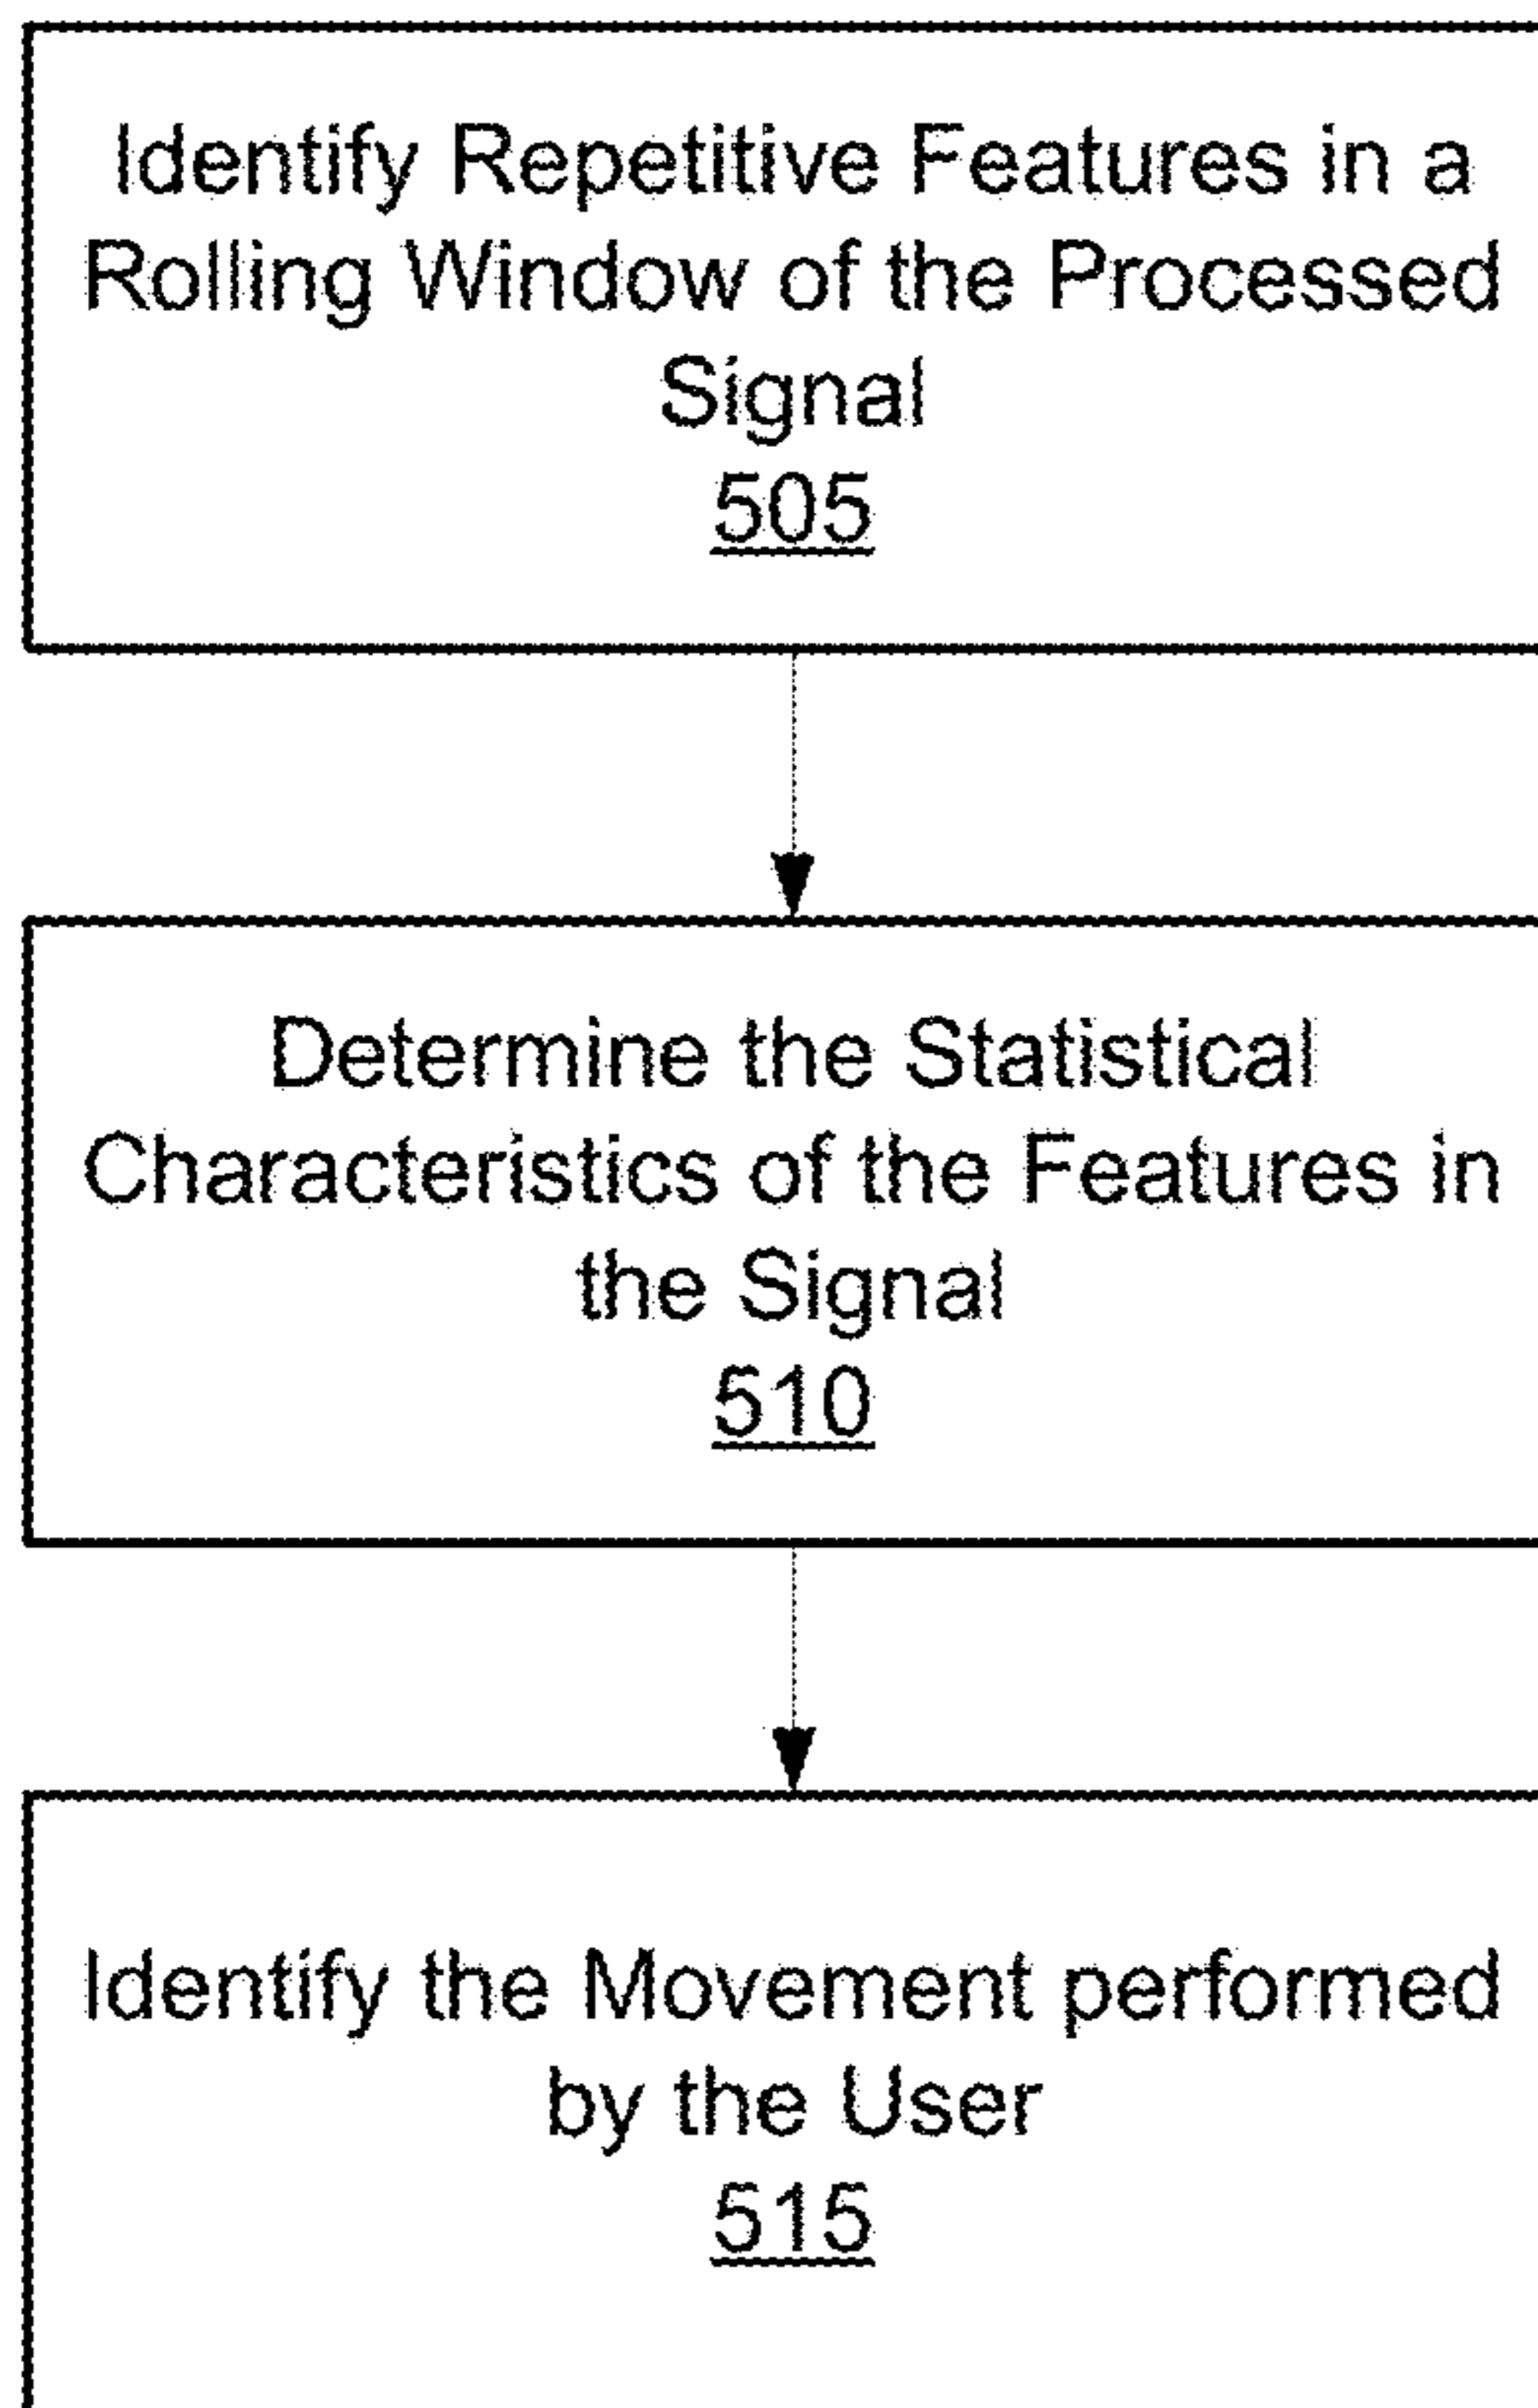 Identify Repetitive Features in a
Rolling Window of the Processed
Signal
505
Determine the Statistical
Characteristics of the Features in
the Signal
510
Identify the Movement performed
by the User
515